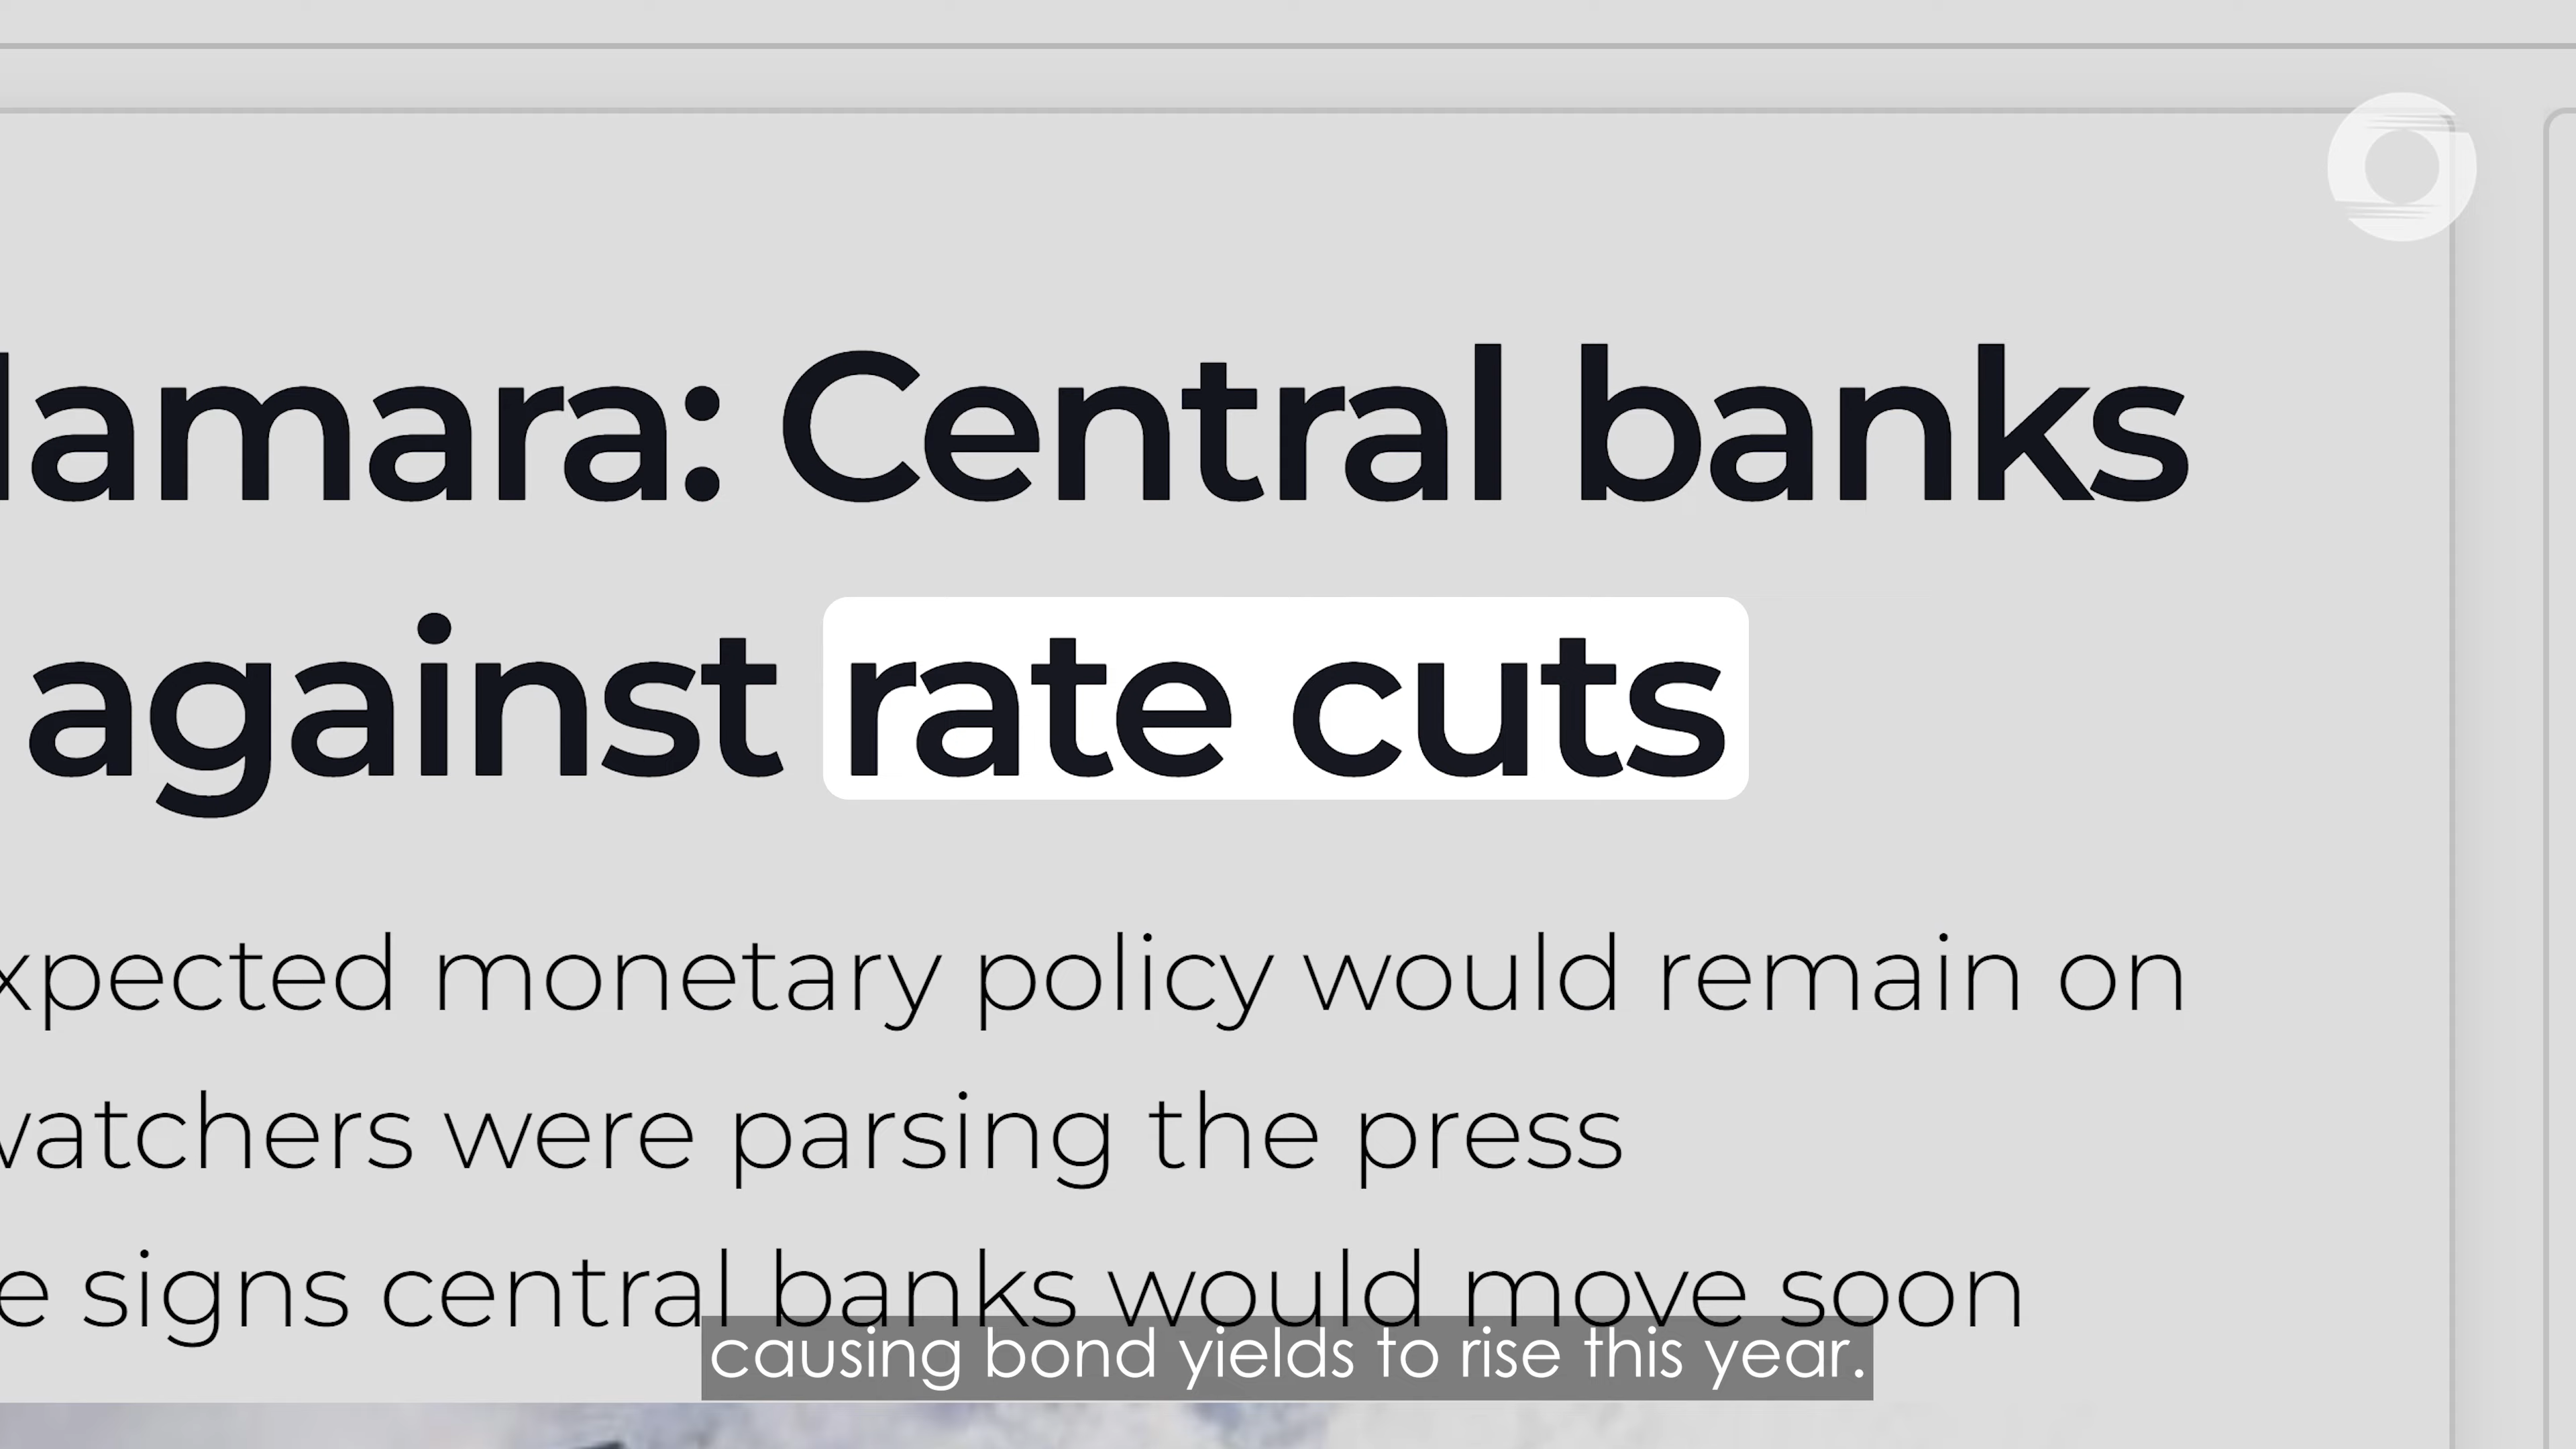 lamara: Central banks
against rate cuts
xpected monetary policy would remain on
watchers were parsing the press
e signs central banks would move soon
causing bond yields to rise this year.